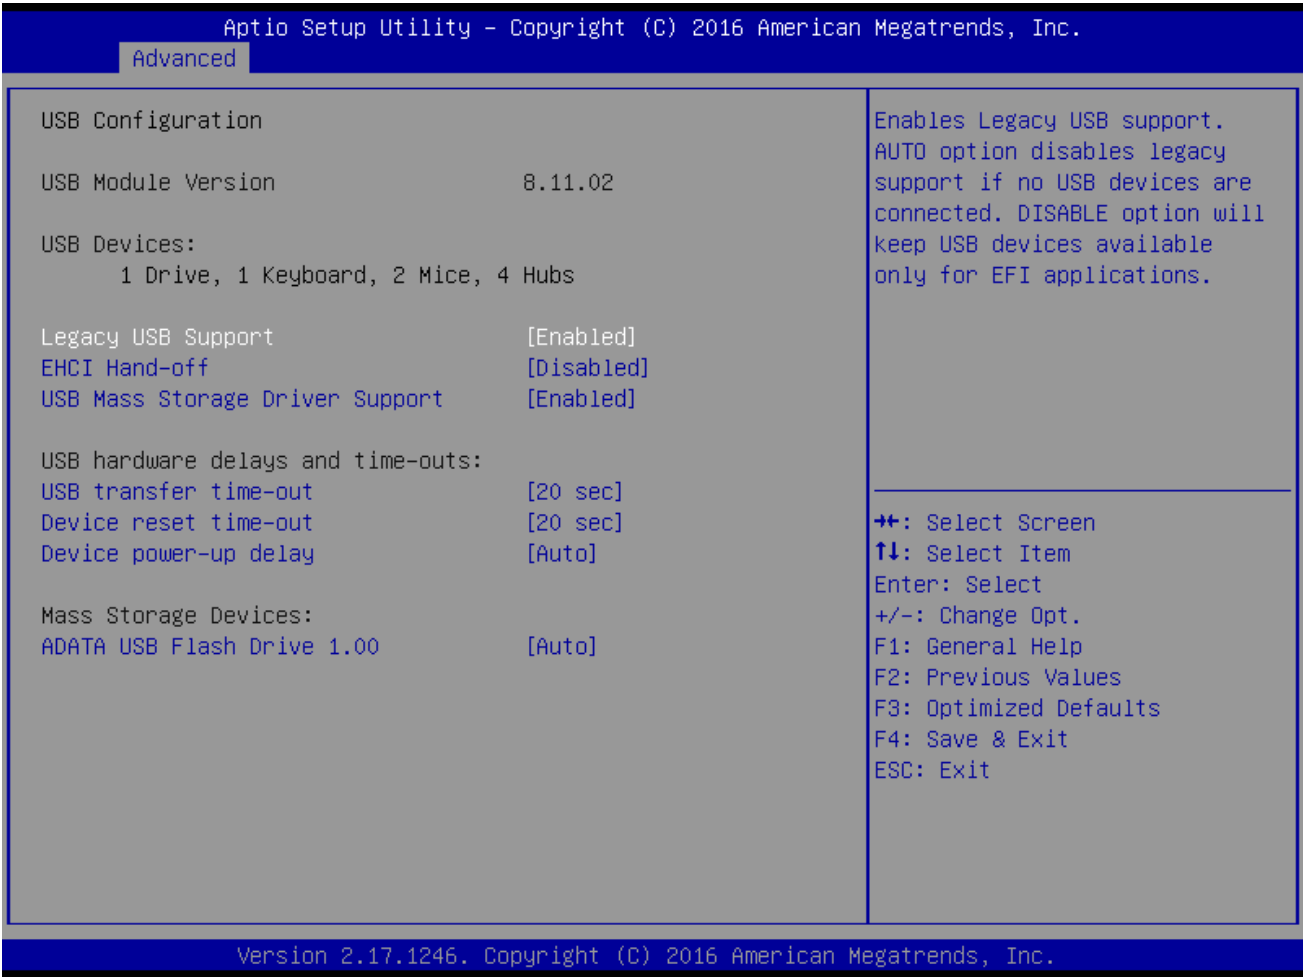 Aptio Setup Utility – Copyright (C) 2016 American Megatrends, Inc.
Advanced
USB Configuration
USB Module Version 8.11.02
USB Devices:
1 Drive, 1 Keyboard, 2 Mice, 4 Hubs
Legacy USB Support [Enabled]
EHCI Hand-off [Disabled]
USB Mass Storage Driver Support [Enabled]
USB hardware delays and time-outs:
USB transfer time-out [20 sec]
Device reset time-out [20 sec]
Device power-up delay [Auto]
Mass Storage Devices:
ADATA USB Flash Drive 1.00 [Auto]
Enables Legacy USB support.
AUTO option disables legacy
support if no USB devices are
connected. DISABLE option will
keep USB devices available
only for EFI applications.
→←: Select Screen
↑↓: Select Item
Enter: Select
+/-: Change Opt.
F1: General Help
F2: Previous Values
F3: Optimized Defaults
F4: Save & Exit
ESC: Exit
Version 2.17.1246. Copyright (C) 2016 American Megatrends, Inc.